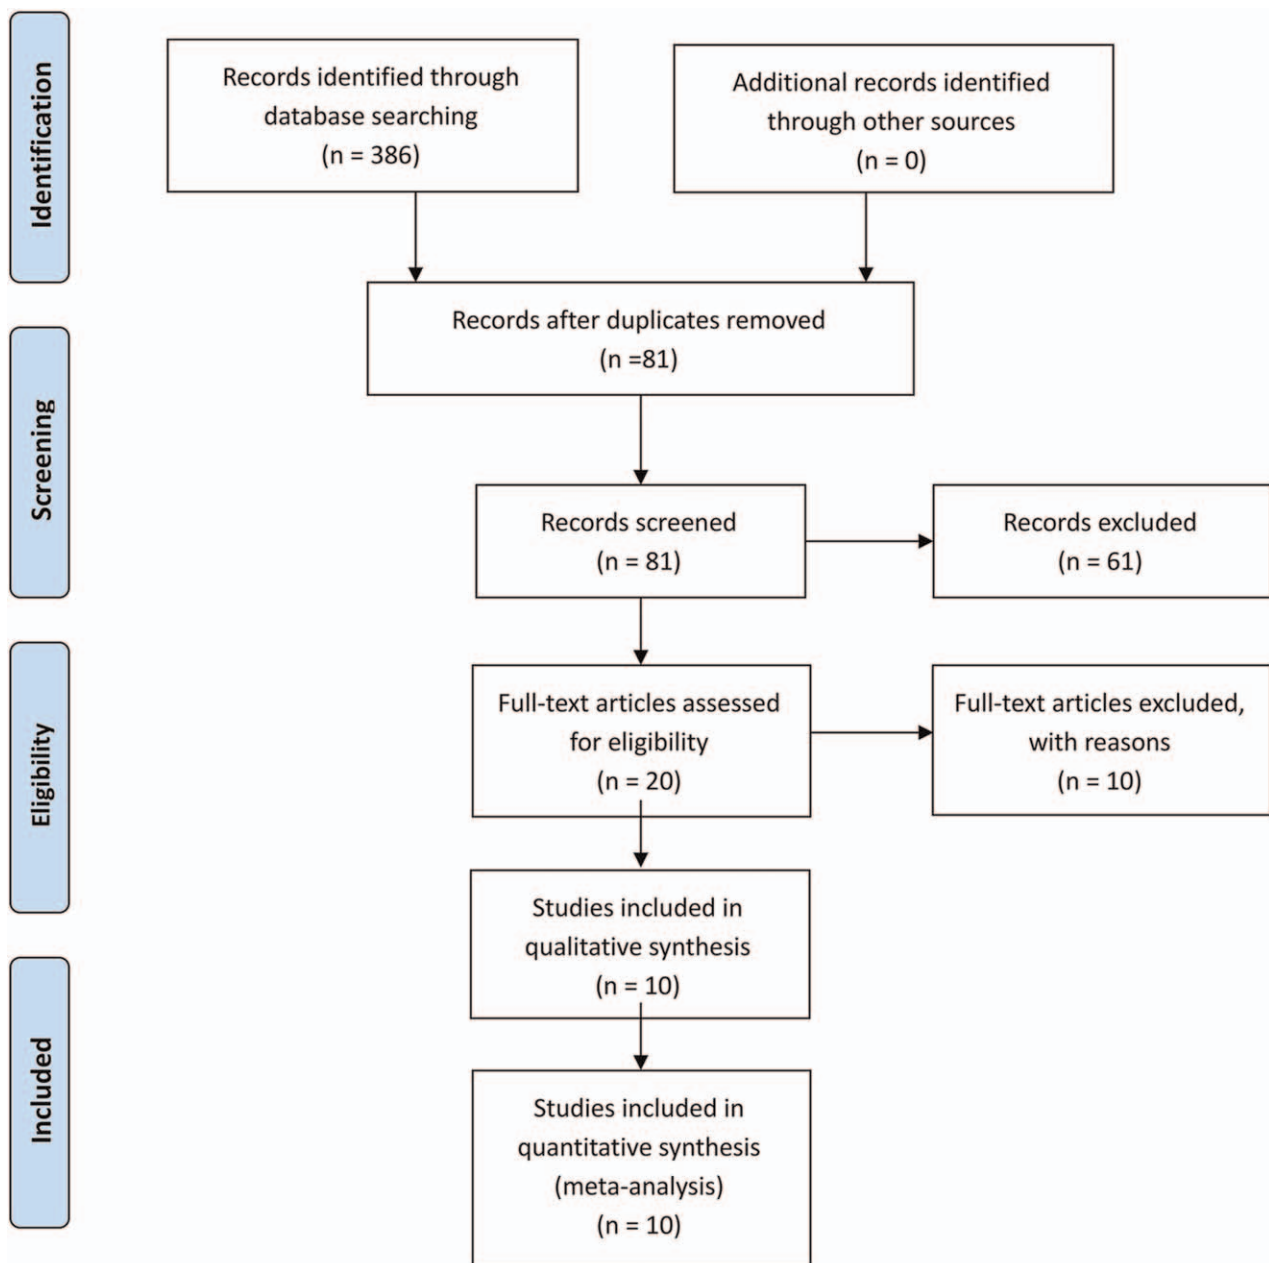 Identification
Records identified through
database searching
(n = 386)
Additional records identified
through other sources
(n = 0)
Records after duplicates removed
(n =81)
Screening
Records screened
(n = 81)
Records excluded
(n = 61)
Eligibility
Full-text articles assessed
for eligibility
(n = 20)
Full-text articles excluded,
with reasons
(n = 10)
Studies included in
qualitative synthesis
(n = 10)
Included
Studies included in
quantitative synthesis
(meta-analysis)
(n = 10)